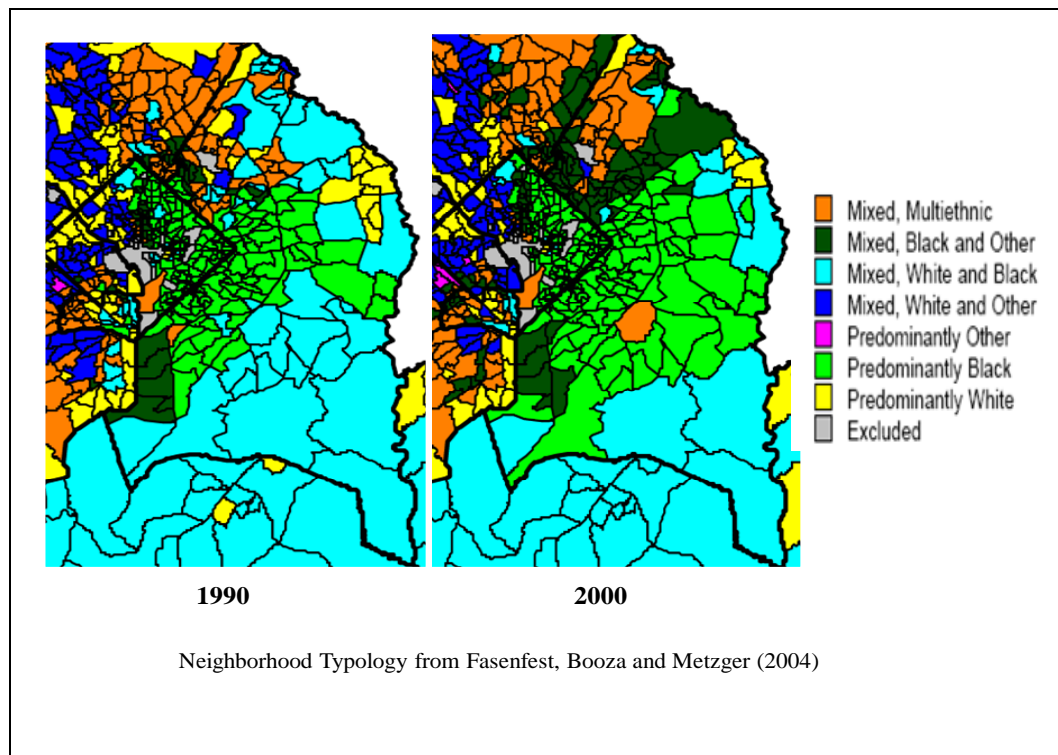 Mixed, Multiethnic
Mixed, Black and Other
Mixed, White and Black
Mixed, White and Other
Predominantly Other
Predominantly Black
Predominantly White
Excluded
1990
2000
Neighborhood Typology from Fasenfest, Booza and Metzger (2004)